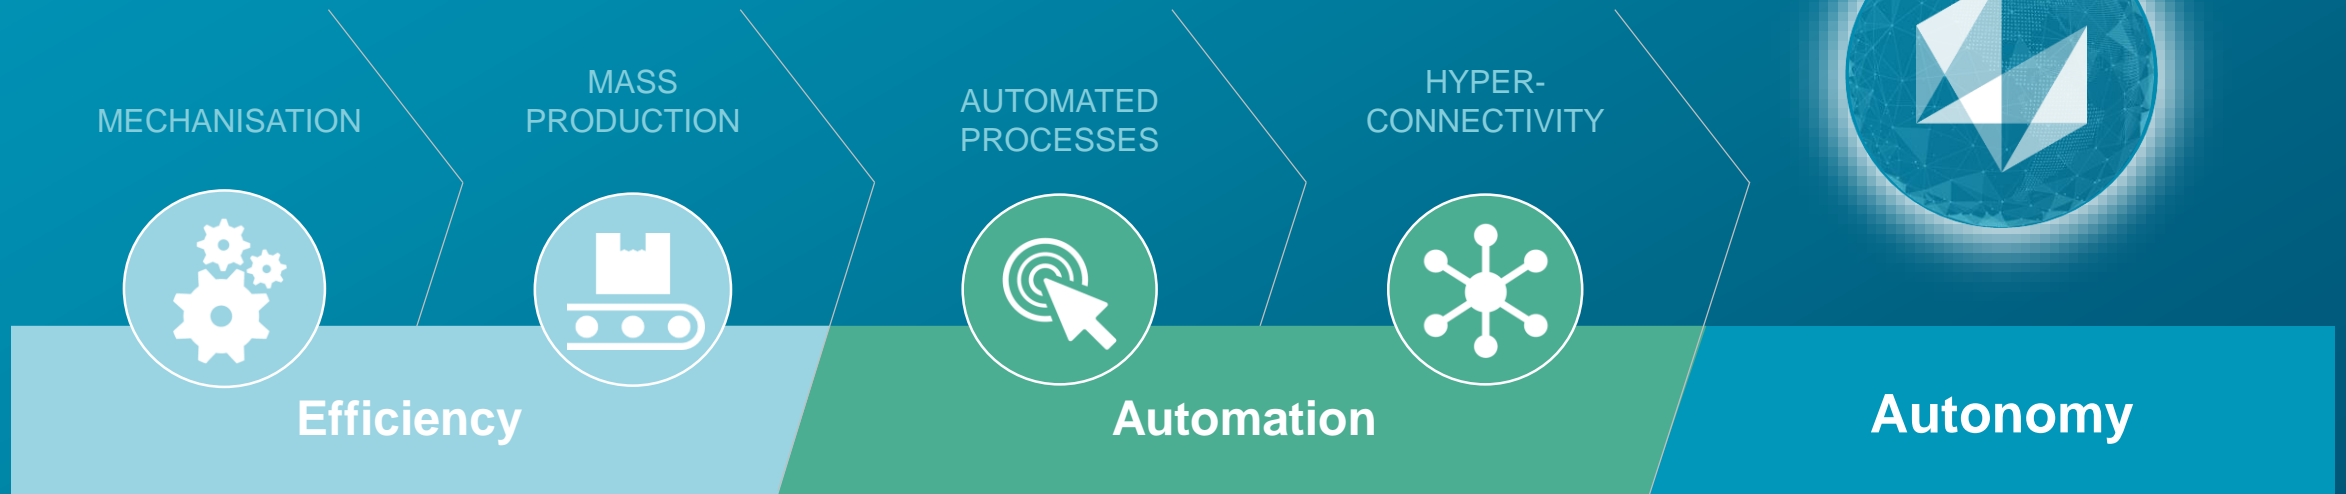 MECHANISATION
MASS
PRODUCTION
AUTOMATED
PROCESSES
HYPER-
CONNECTIVITY
Efficiency
Automation
Autonomy